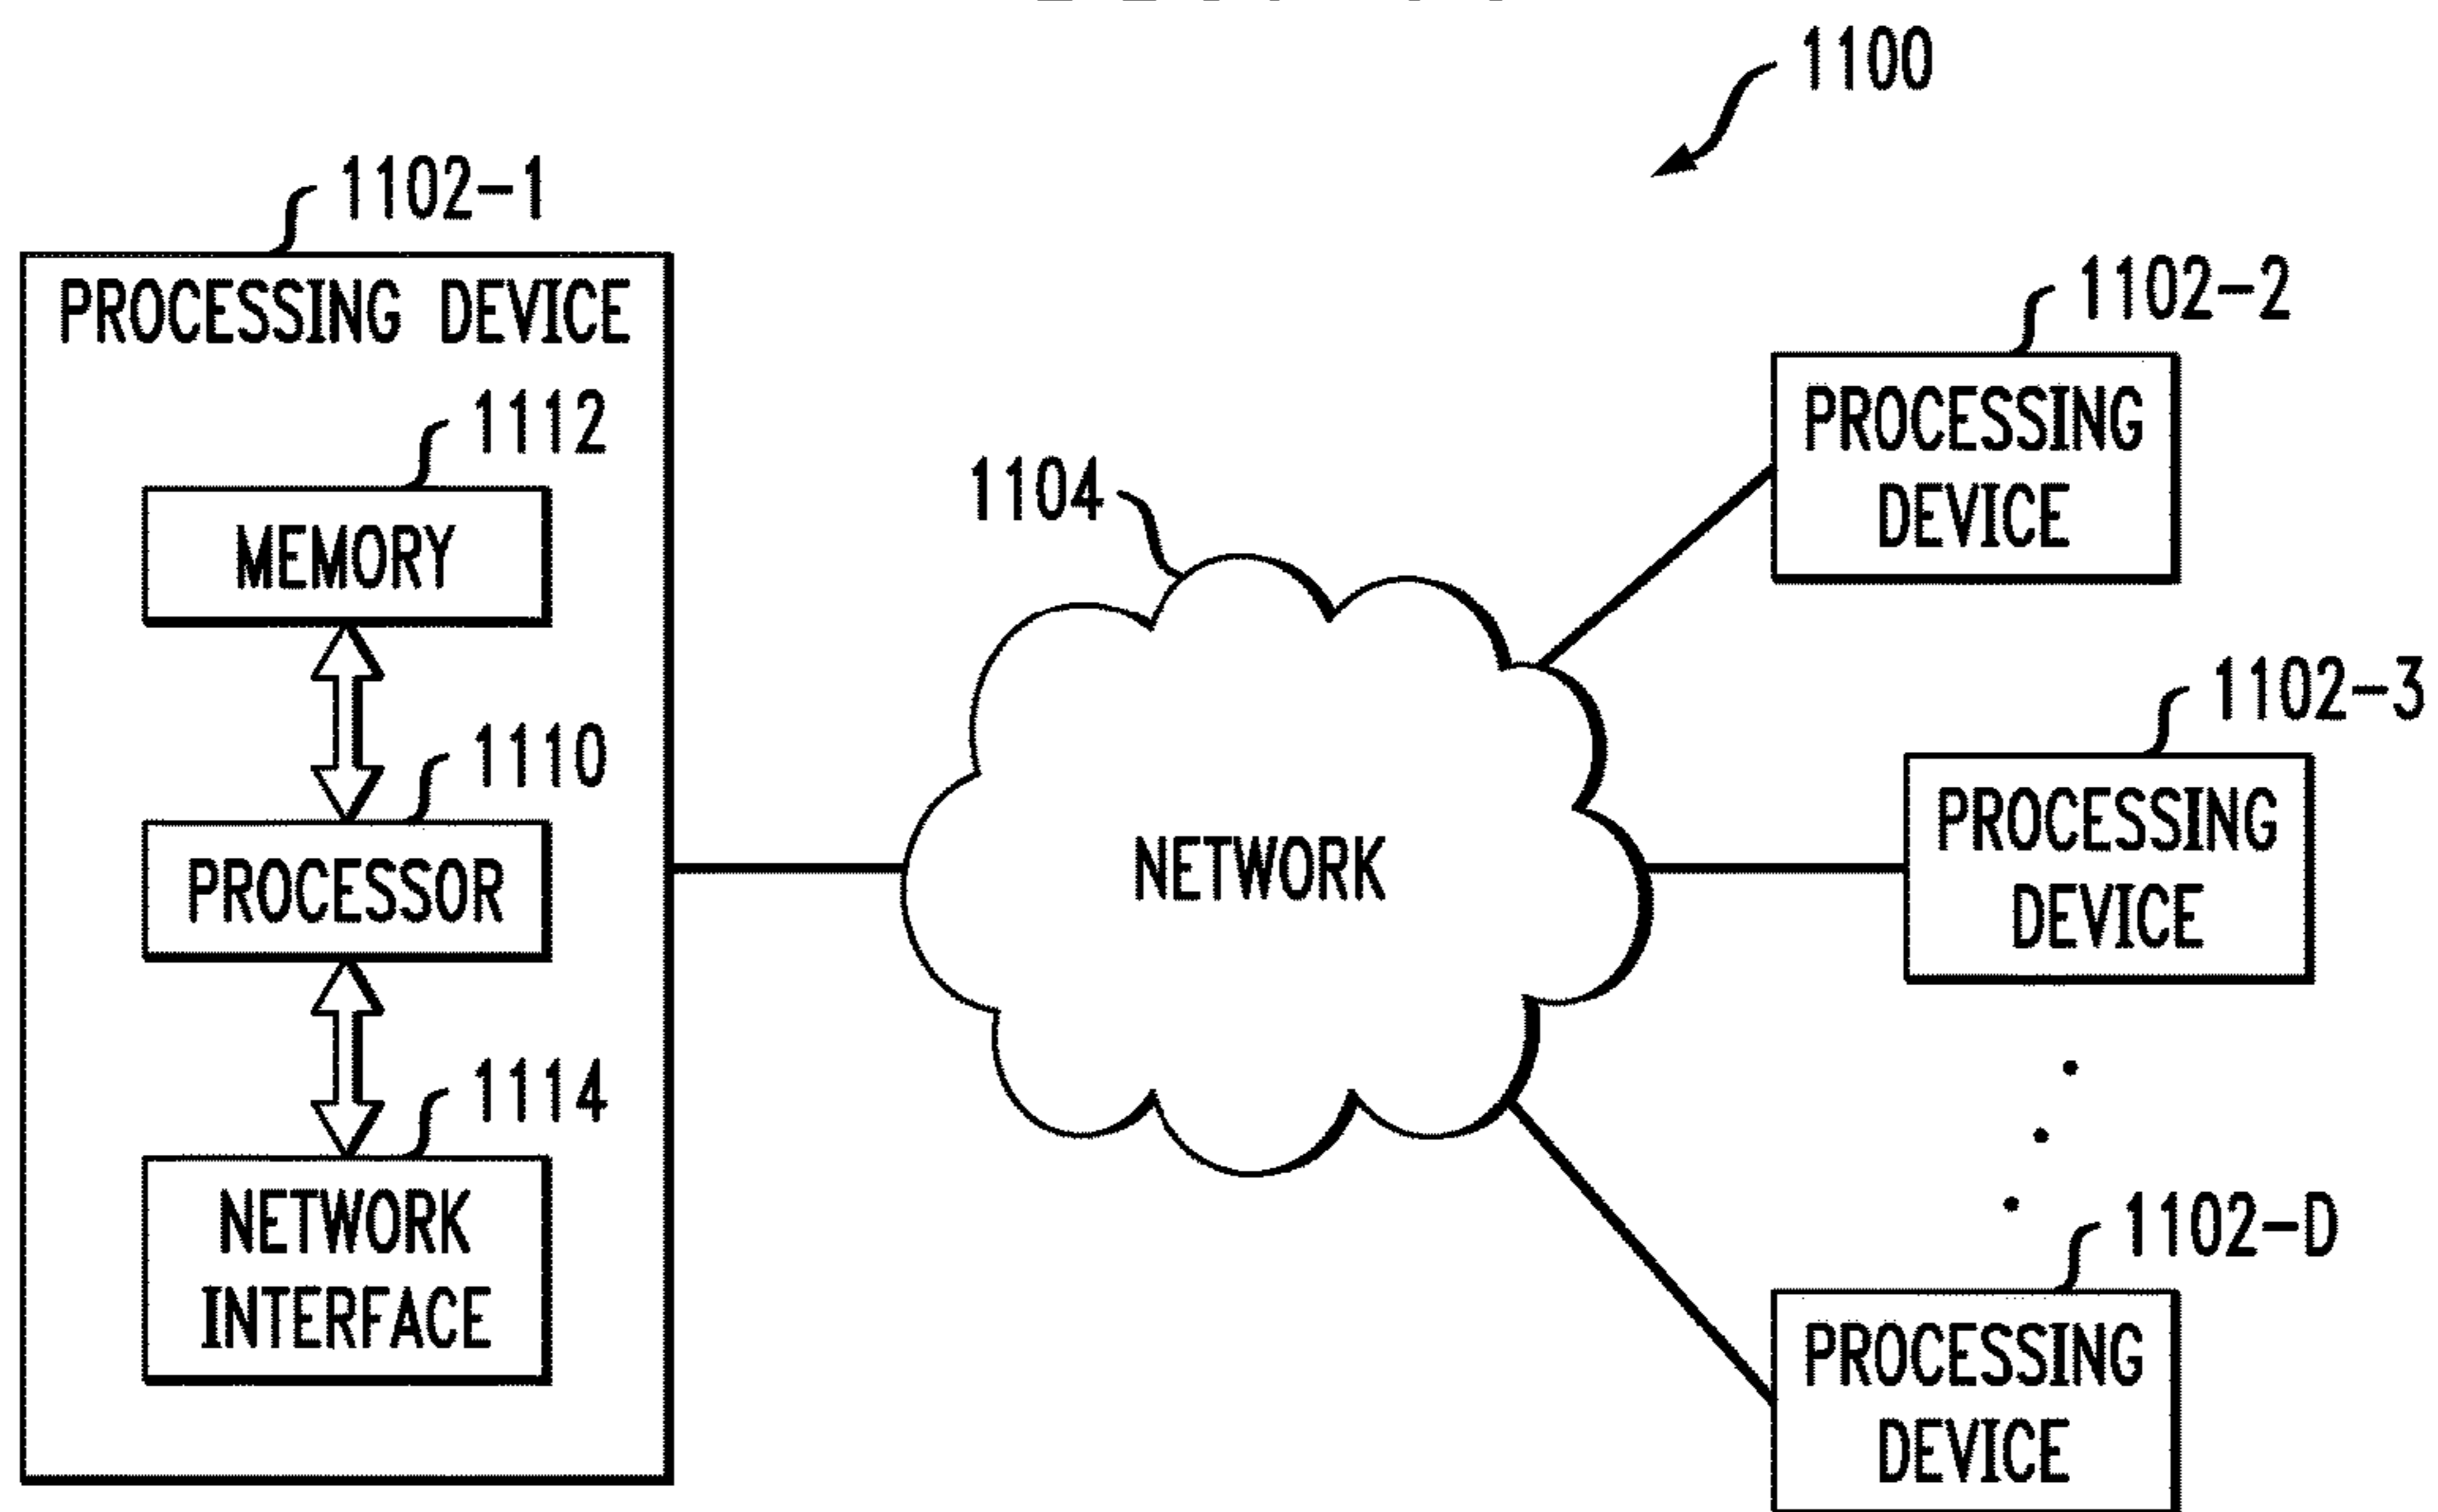 1100
1102-1
PROCESSING DEVICE
1112
MEMORY
1110
PROCESSOR
1114
NETWORK
INTERFACE
1104
NETWORK
1102-2
PROCESSING
DEVICE
1102-3
PROCESSING
DEVICE
1102-D
PROCESSING
DEVICE